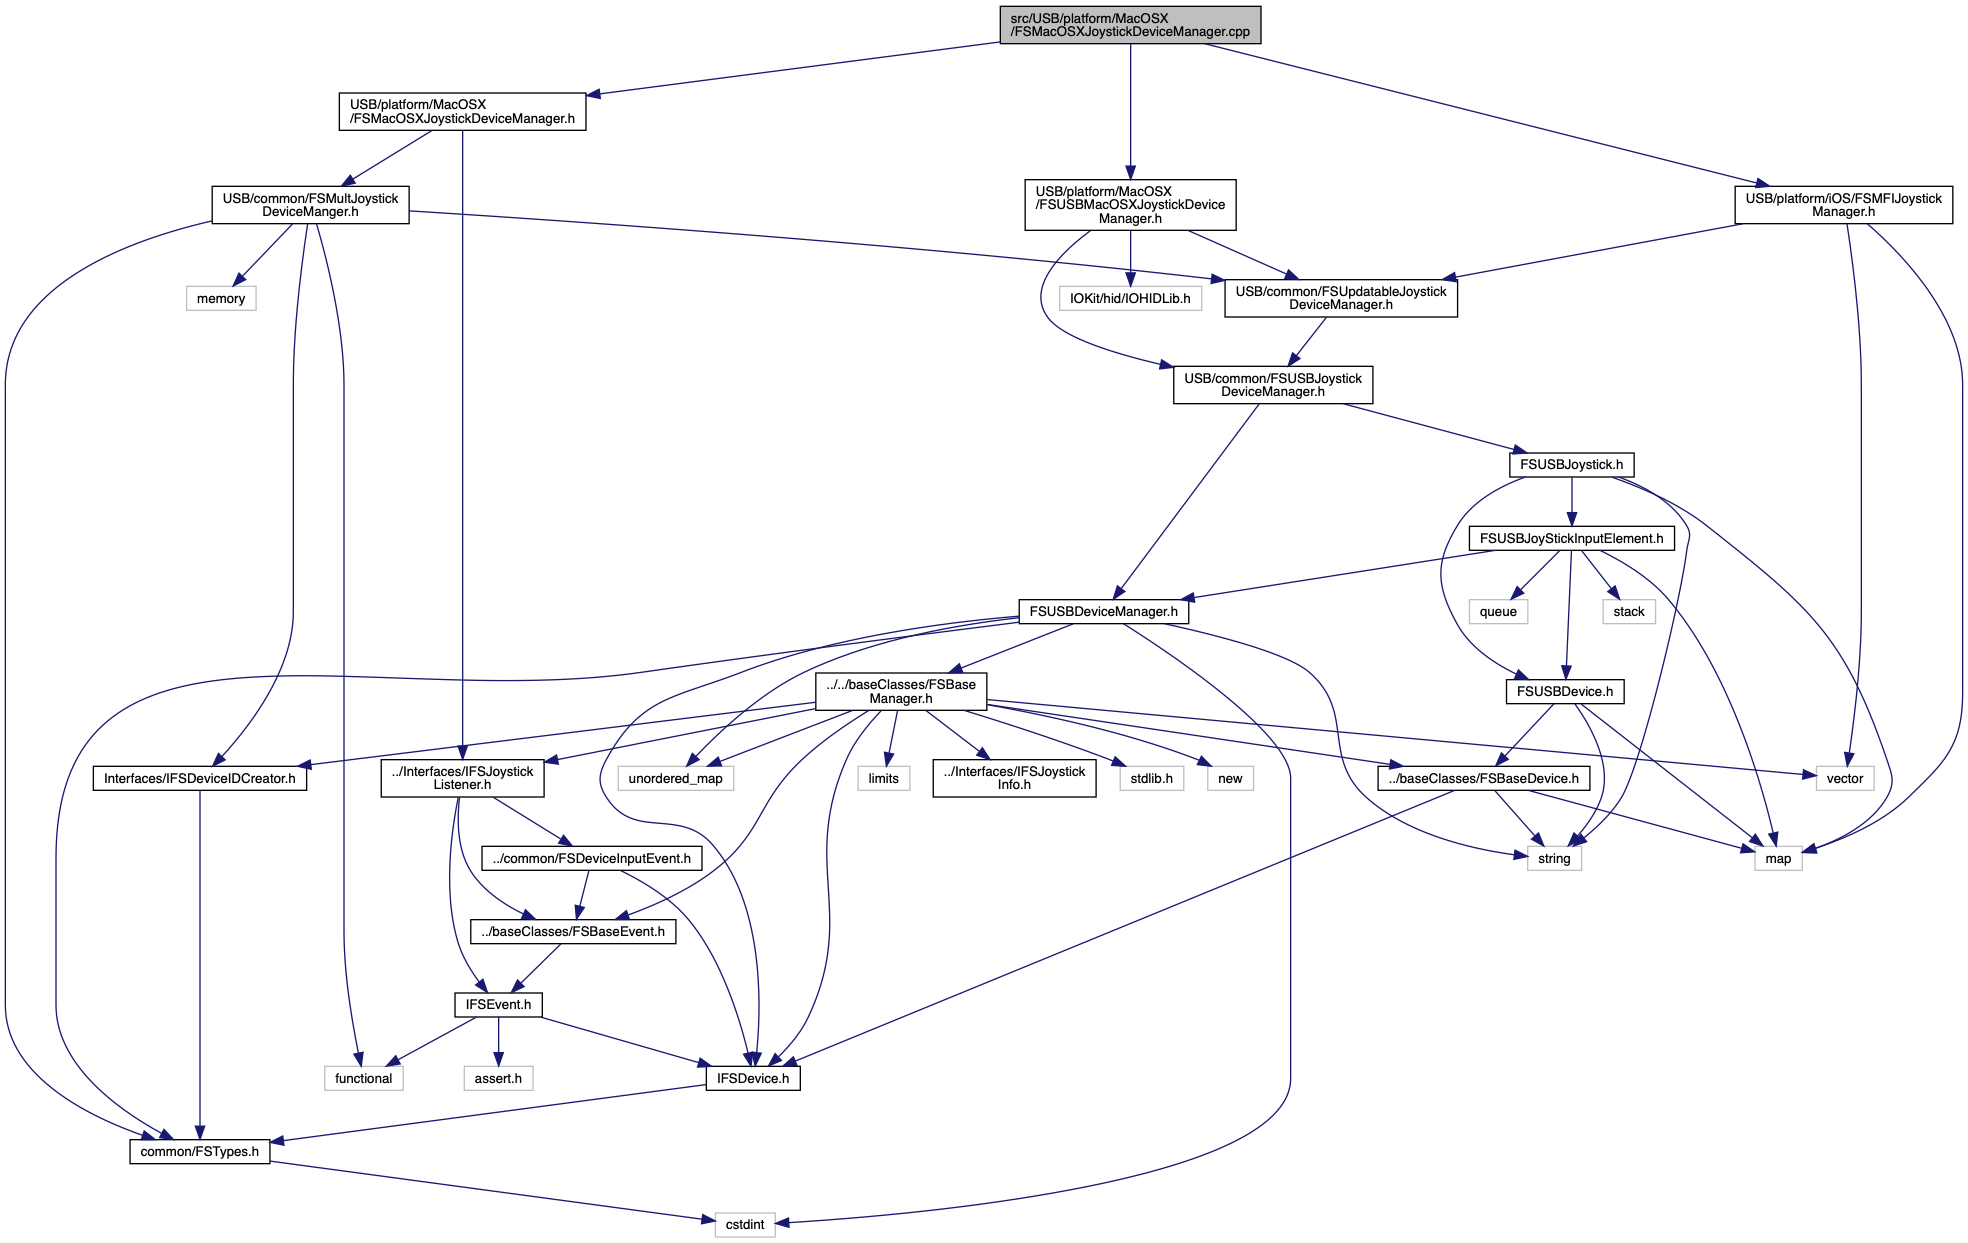 src/USB/platform/MacOSX
/FSMacOSXJoystickDeviceManager.cpp
USB/platform/MacOSX
/FSMacOSXJoystickDeviceManager.h
USB/common/FSMultJoystick
DeviceManger.h
USB/platform/MacOSX
/FSUSBMacOSXJoystickDevice
Manager.h
USB/platform/iOS/FSMFIJoystick
Manager.h
memory
IOKit/hid/IOHIDLib.h
USB/common/FSUpdatableJoystick
DeviceManager.h
USB/common/FSUSBJoystick
DeviceManager.h
FSUSBJoystick.h
FSUSBJoyStickInputElement.h
FSUSBDeviceManager.h
queue
stack
../../baseClasses/FSBase
Manager.h
FSUSBDevice.h
Interfaces/IFSDeviceIDCreator.h
../Interfaces/IFSJoystick
Listener.h
unordered_map
limits
../Interfaces/IFSJoystick
Info.h
stdlib.h
new
../baseClasses/FSBaseDevice.h
vector
../common/FSDeviceInputEvent.h
string
map
../baseClasses/FSBaseEvent.h
IFSEvent.h
functional
assert.h
IFSDevice.h
common/FSTypes.h
cstdint